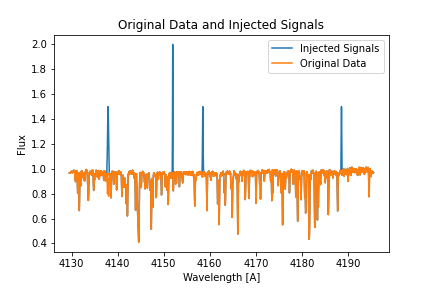 Original Data and Injected Signals
Injected Signals
Original Data
Flux
2.0
1.8
1.6
1.4
1.2
1.0
0.8
0.6
0.4
4130 4140 4150 4160 4170 4180 4190
Wavelength [A]